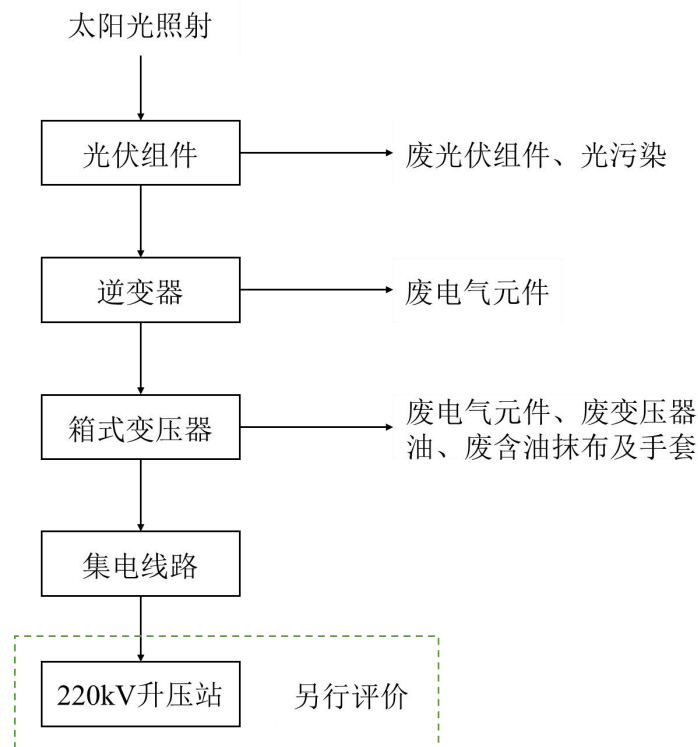 太阳光照射
光伏组件
废光伏组件、光污染
逆变器
废电气元件
箱式变压器
废电气元件、废变压器
油、废含油抹布及手套
集电线路
220kV升压站
另行评价